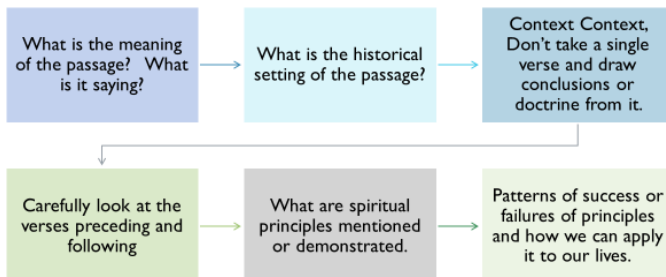 What is the meaning
of the passage? What
is it saying?
What is the historical
setting of the passage?
Context Context,
Don’t take a single
verse and draw
conclusions or
doctrine from it.
Carefully look at the
verses preceding and
following
What are spiritual
principles mentioned
or demonstrated.
Patterns of success or
failures of principles
and how we can apply
it to our lives.